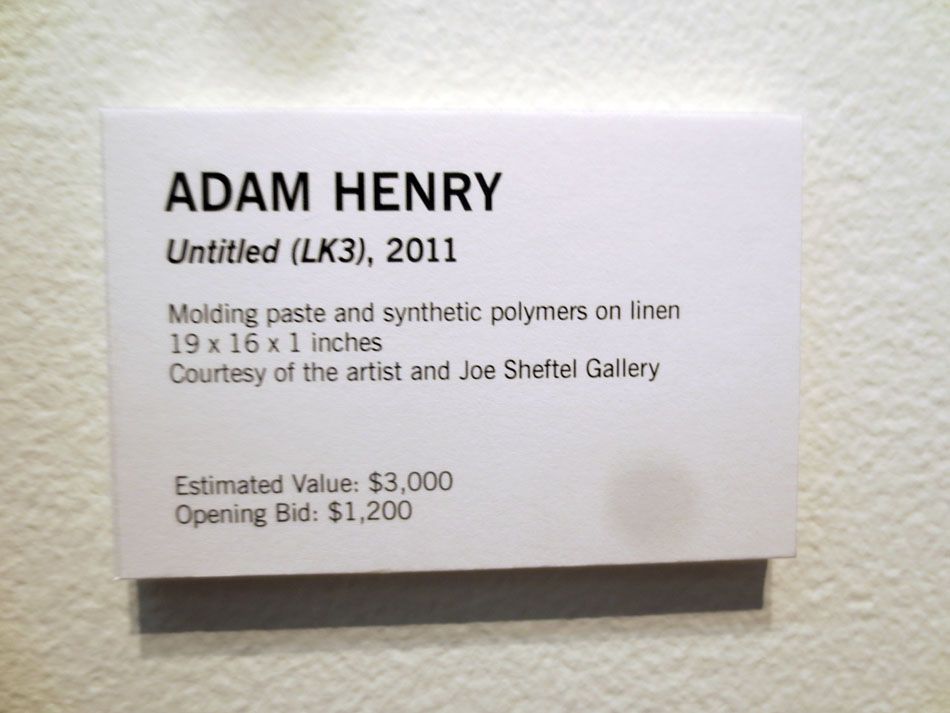 ADAM HENRY
Untitled (LK3), 2011
Molding paste and synthetic polymers on linen
19 x 16 x 1 inches
Courtesy of the artist and Joe Sheftel Gallery
Estimated Value: $3,000
Opening Bid: $1,200